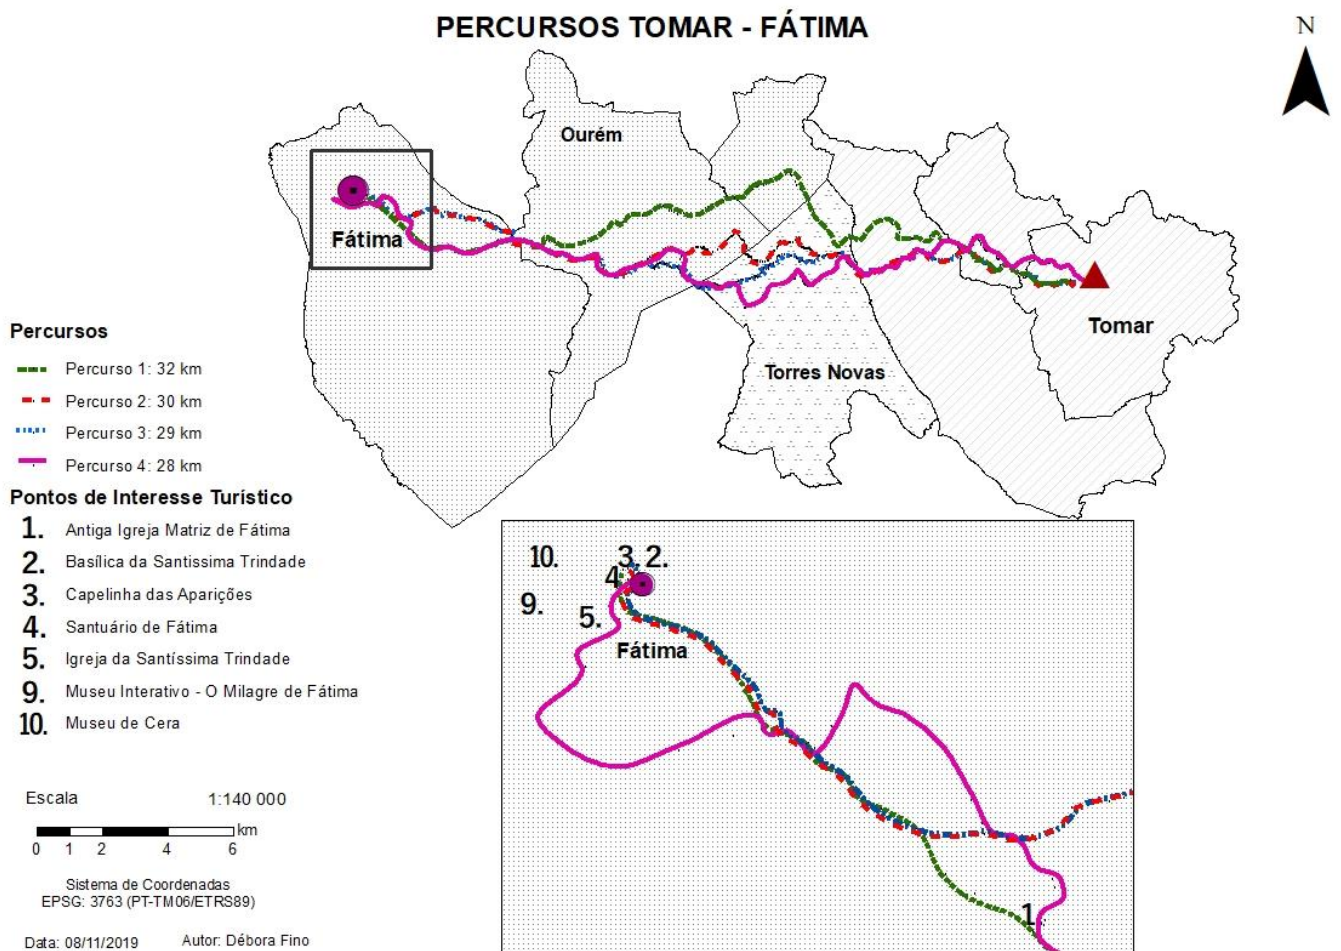 PERCURSOS TOMAR - FÁTIMA
N
Ourém
Fátima
Tomar
Torres Novas
Percursos
Percurso 1: 32 km
Percurso 2: 30 km
Percurso 3: 29 km
Percurso 4: 28 km
Pontos de Interesse Turístico
1. Antiga Igreja Matriz de Fátima
2. Basílica da Santissima Trindade
3. Capelinha das Aparições
4. Santuário de Fátima
5. Igreja da Santíssima Trindade
9. Museu Interativo - O Milagre de Fátima
10. Museu de Cera
10. 3. 2.
4
9. 5.
Fátima
1
Escala 1:140 000
km
0 1 2 4 6
Sistema de Coordenadas
EPSG: 3763 (PT-TM06/ETRS89)
Data: 08/11/2019 Autor: Débora Fino